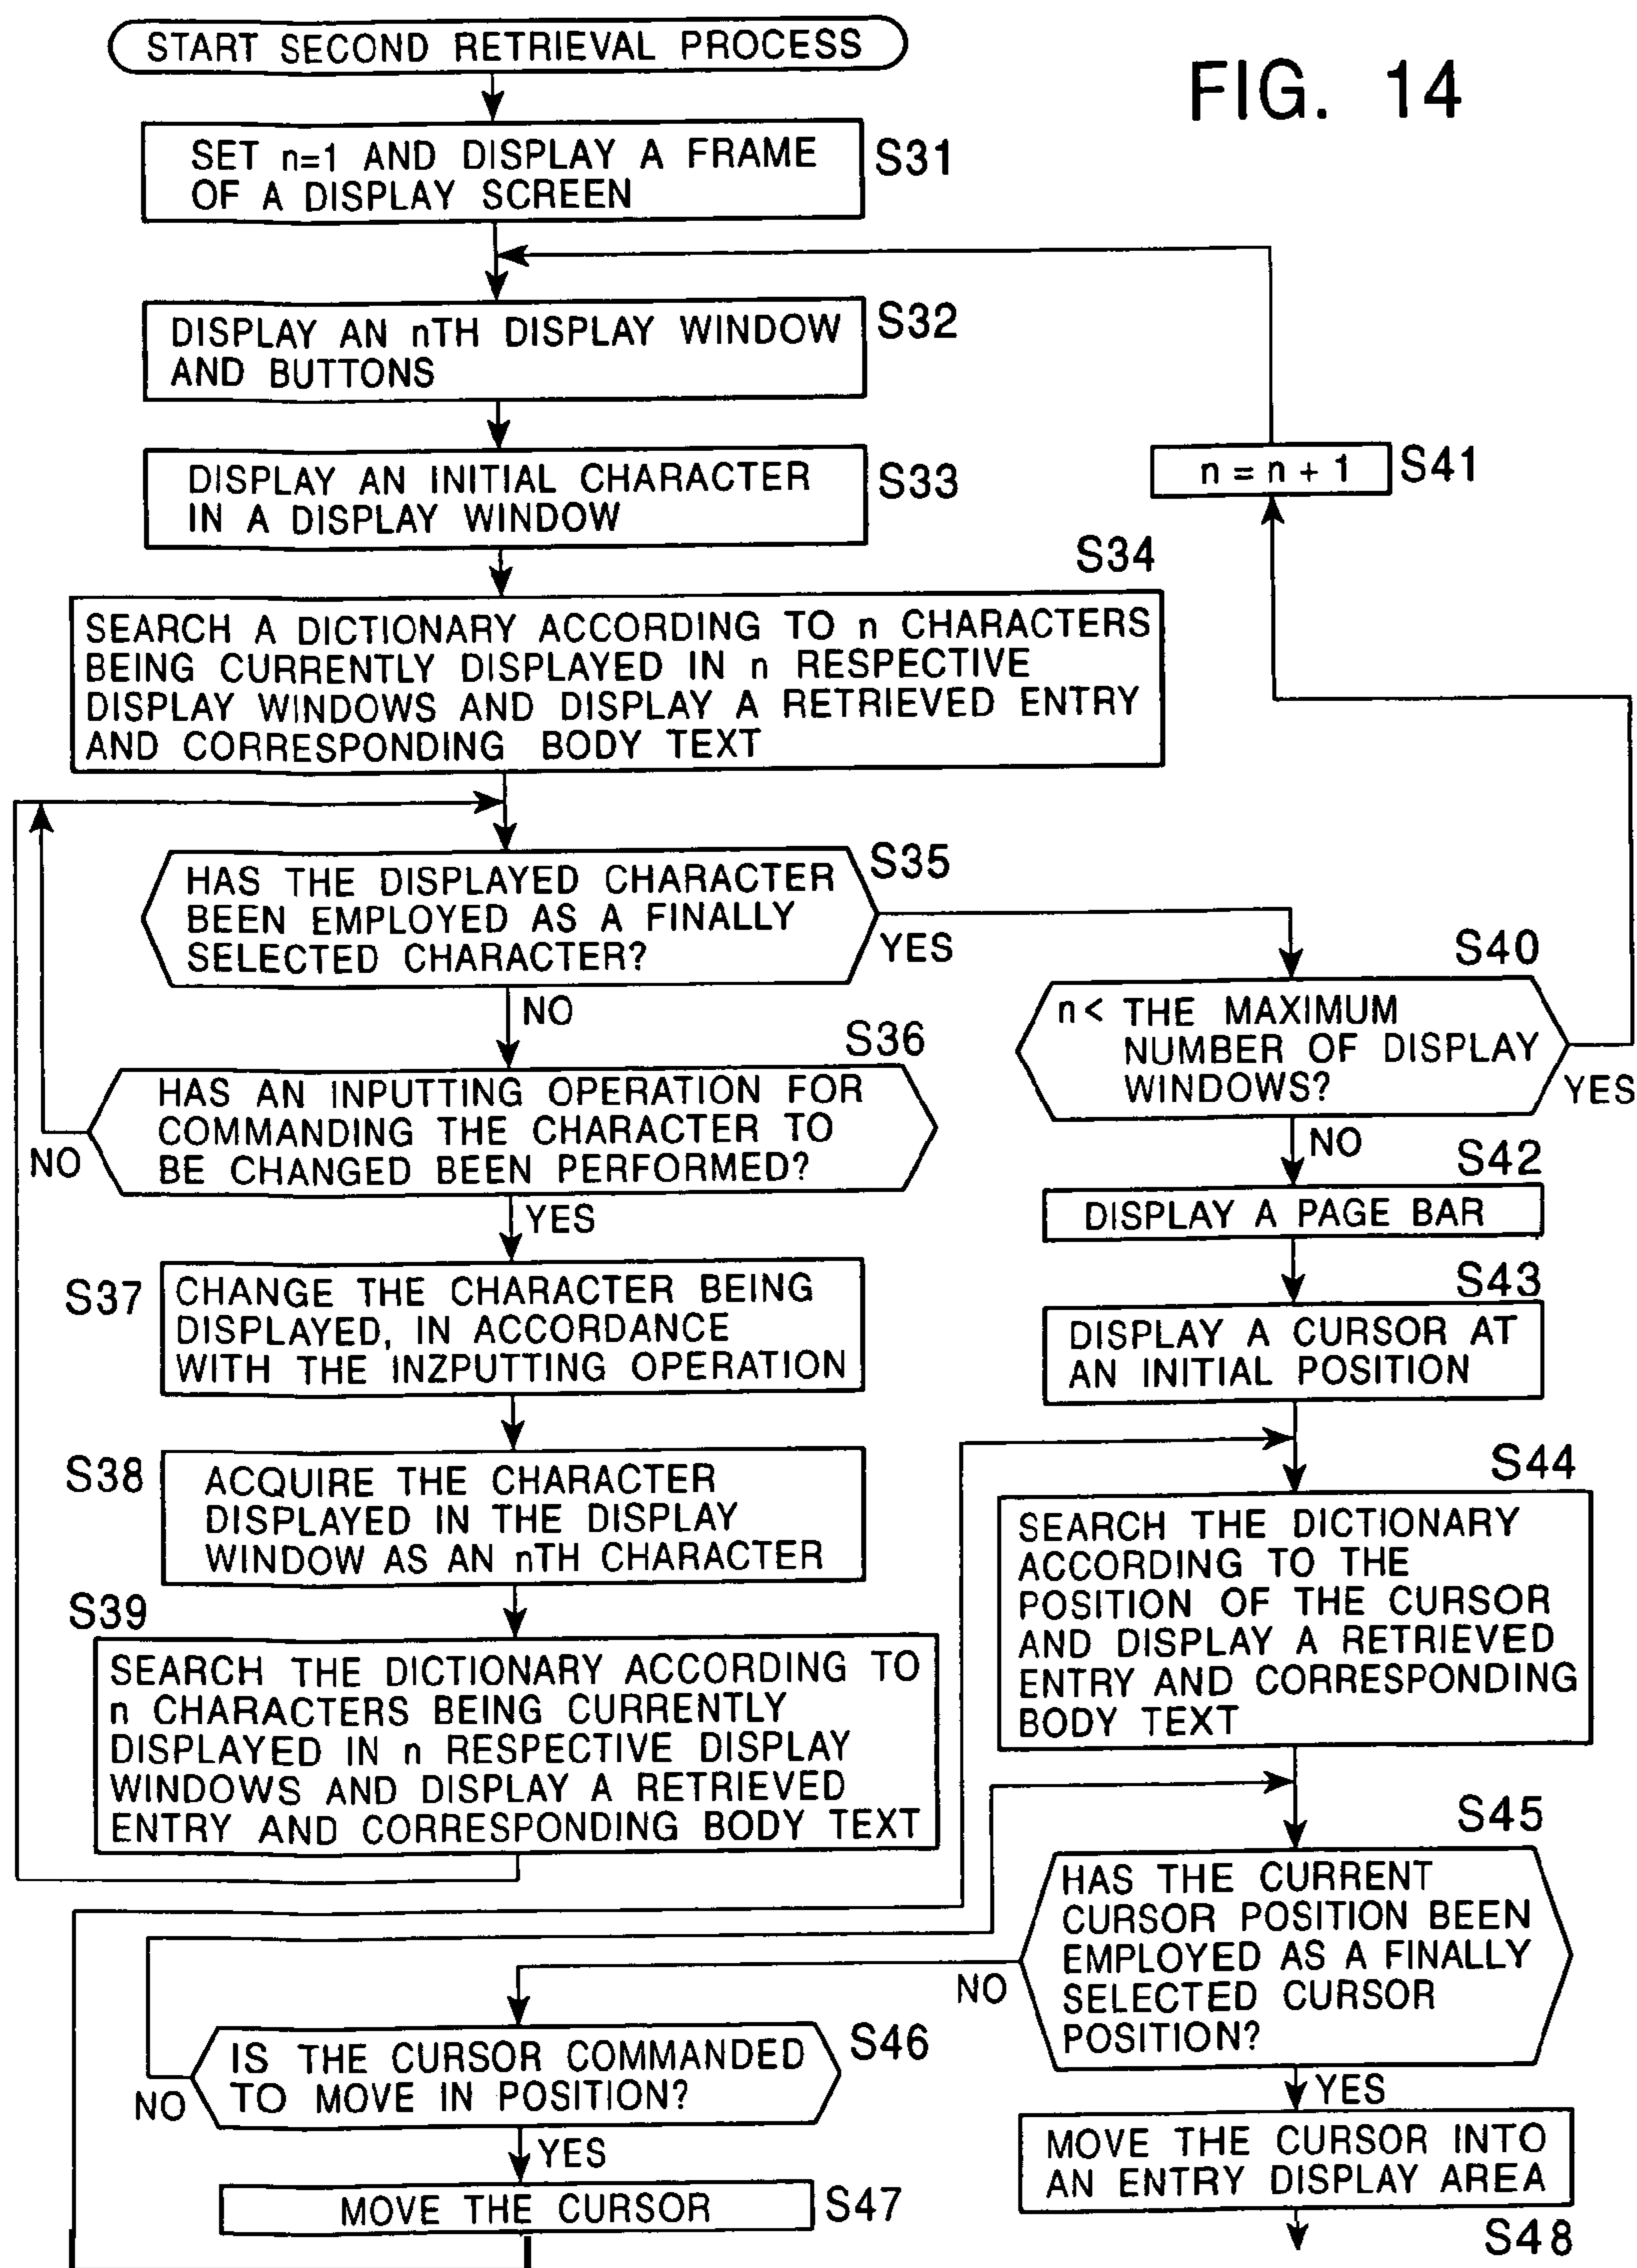 START SECOND RETRIEVAL PROCESS
FIG. 14
SET n=1 AND DISPLAY A FRAME
OF A DISPLAY SCREEN
S31
DISPLAY AN nTH DISPLAY WINDOW
AND BUTTONS
S32
DISPLAY AN INITIAL CHARACTER
IN A DISPLAY WINDOW
S33
n = n + 1
S41
S34
SEARCH A DICTIONARY ACCORDING TO n CHARACTERS
BEING CURRENTLY DISPLAYED IN n RESPECTIVE
DISPLAY WINDOWS AND DISPLAY A RETRIEVED ENTRY
AND CORRESPONDING BODY TEXT
HAS THE DISPLAYED CHARACTER
BEEN EMPLOYED AS A FINALLY
SELECTED CHARACTER?
S35
YES
NO
S36
HAS AN INPUTTING OPERATION FOR
COMMANDING THE CHARACTER TO
BE CHANGED BEEN PERFORMED?
NO
YES
S37
CHANGE THE CHARACTER BEING
DISPLAYED, IN ACCORDANCE
WITH THE INZPUTTING OPERATION
S38
ACQUIRE THE CHARACTER
DISPLAYED IN THE DISPLAY
WINDOW AS AN nTH CHARACTER
S39
SEARCH THE DICTIONARY ACCORDING TO
n CHARACTERS BEING CURRENTLY
DISPLAYED IN n RESPECTIVE DISPLAY
WINDOWS AND DISPLAY A RETRIEVED
ENTRY AND CORRESPONDING BODY TEXT
S40
n< THE MAXIMUM
NUMBER OF DISPLAY
WINDOWS?
YES
NO
S42
DISPLAY A PAGE BAR
S43
DISPLAY A CURSOR AT
AN INITIAL POSITION
S44
SEARCH THE DICTIONARY
ACCORDING TO THE
POSITION OF THE CURSOR
AND DISPLAY A RETRIEVED
ENTRY AND CORRESPONDING
BODY TEXT
S45
HAS THE CURRENT
CURSOR POSITION BEEN
EMPLOYED AS A FINALLY
SELECTED CURSOR
POSITION?
NO
YES
IS THE CURSOR COMMANDED
TO MOVE IN POSITION?
S46
NO
YES
MOVE THE CURSOR
S47
MOVE THE CURSOR INTO
AN ENTRY DISPLAY AREA
S48